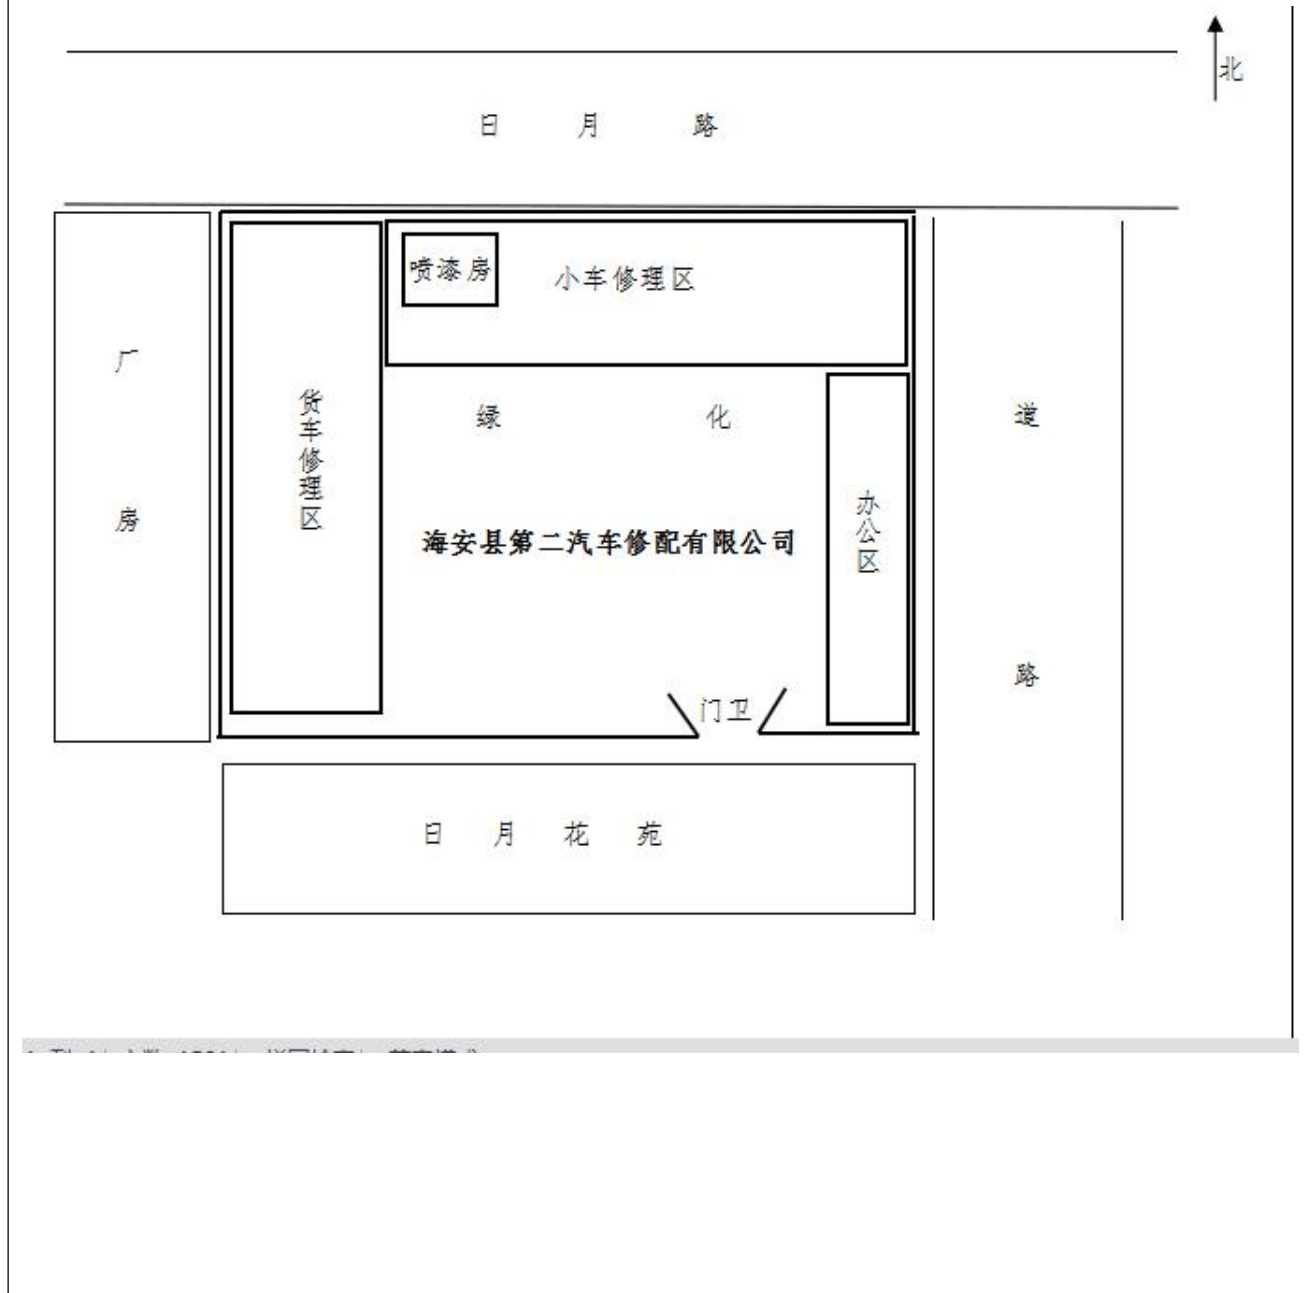 北
日 月 路
喷漆房
小车修理区
厂房
货车修理区
绿 化
道路
办公区
海安县第二汽车修配有限公司
门卫
日 月 花 苑